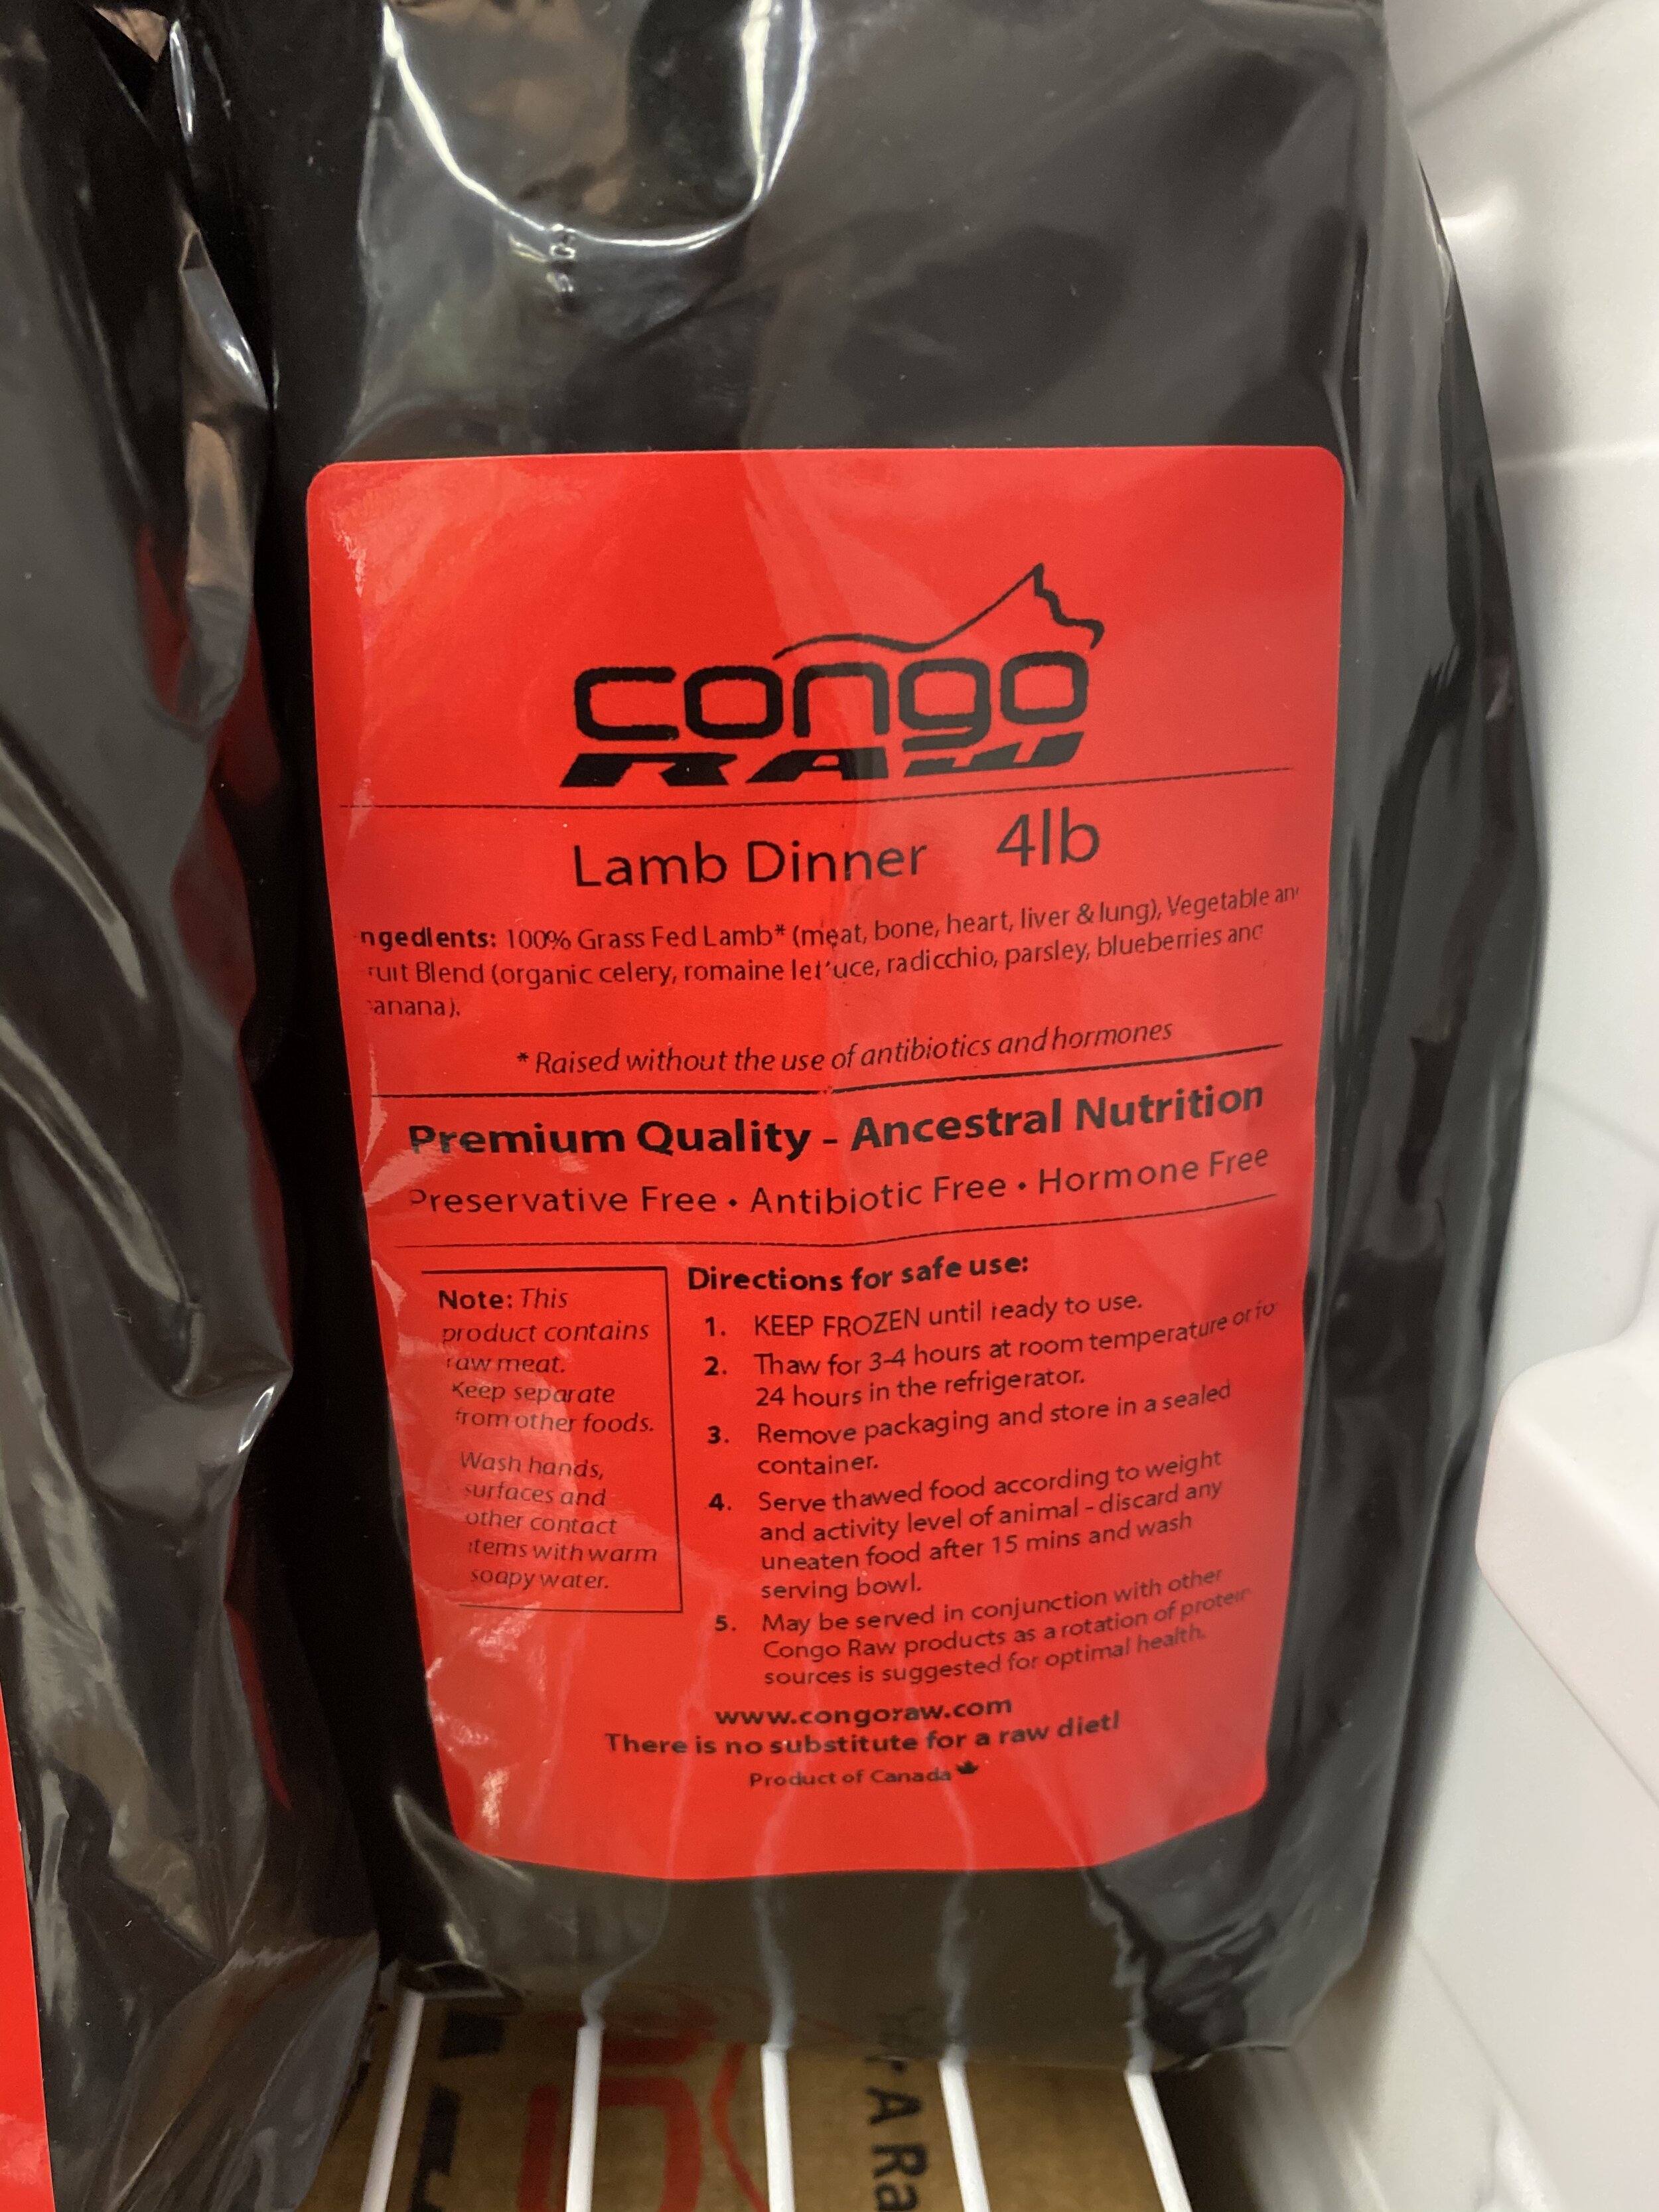 congo
RAW
Lamb Dinner 4lb
ngedients: 100% Grass Fed Lamb* (meat, bone, heart, liver & lung), Vegetable an
ruit Blend (organic celery, romaine lettuce, radicchio, parsley, blueberries and
anana).
* Raised without the use of antibiotics and hormones
Premium Quality - Ancestral Nutrition
Preservative Free • Antibiotic Free • Hormone Free
Note: This
product contains
raw meat.
Keep separate
from other foods.
Wash hands,
surfaces and
other contact
items with warm
soapy water.
Directions for safe use:
1. KEEP FROZEN until ready to use.
2. Thaw for 3-4 hours at room temperature or fo
24 hours in the refrigerator.
3. Remove packaging and store in a sealed
container.
4. Serve thawed food according to weight
and activity level of animal - discard any
uneaten food after 15 mins and wash
serving bowl.
5. May be served in conjunction with other
Congo Raw products as a rotation of protein
sources is suggested for optimal health.
www.congoraw.com
There is no substitute for a raw diet!
Product of Canada
A Ra